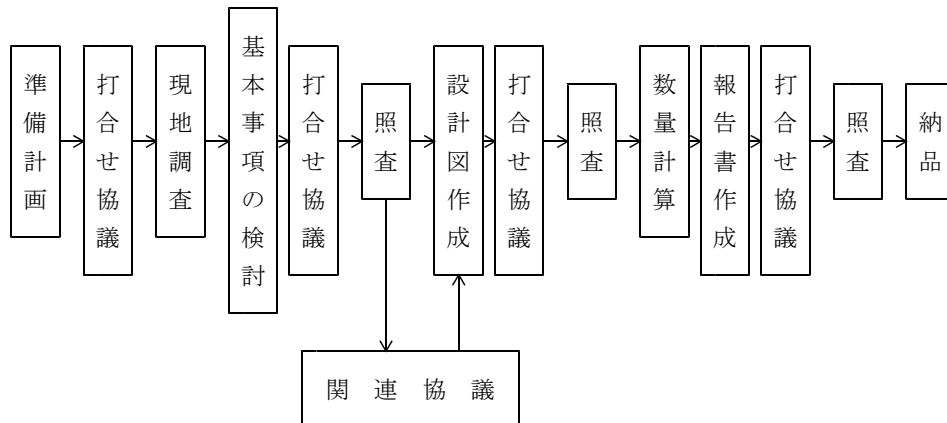 準備計画
打合せ協議
現地調査
基本事項の検討
打合せ協議
照査
設計図作成
打合せ協議
照査
数量計算
報告書作成
打合せ協議
照査
納品
関連協議